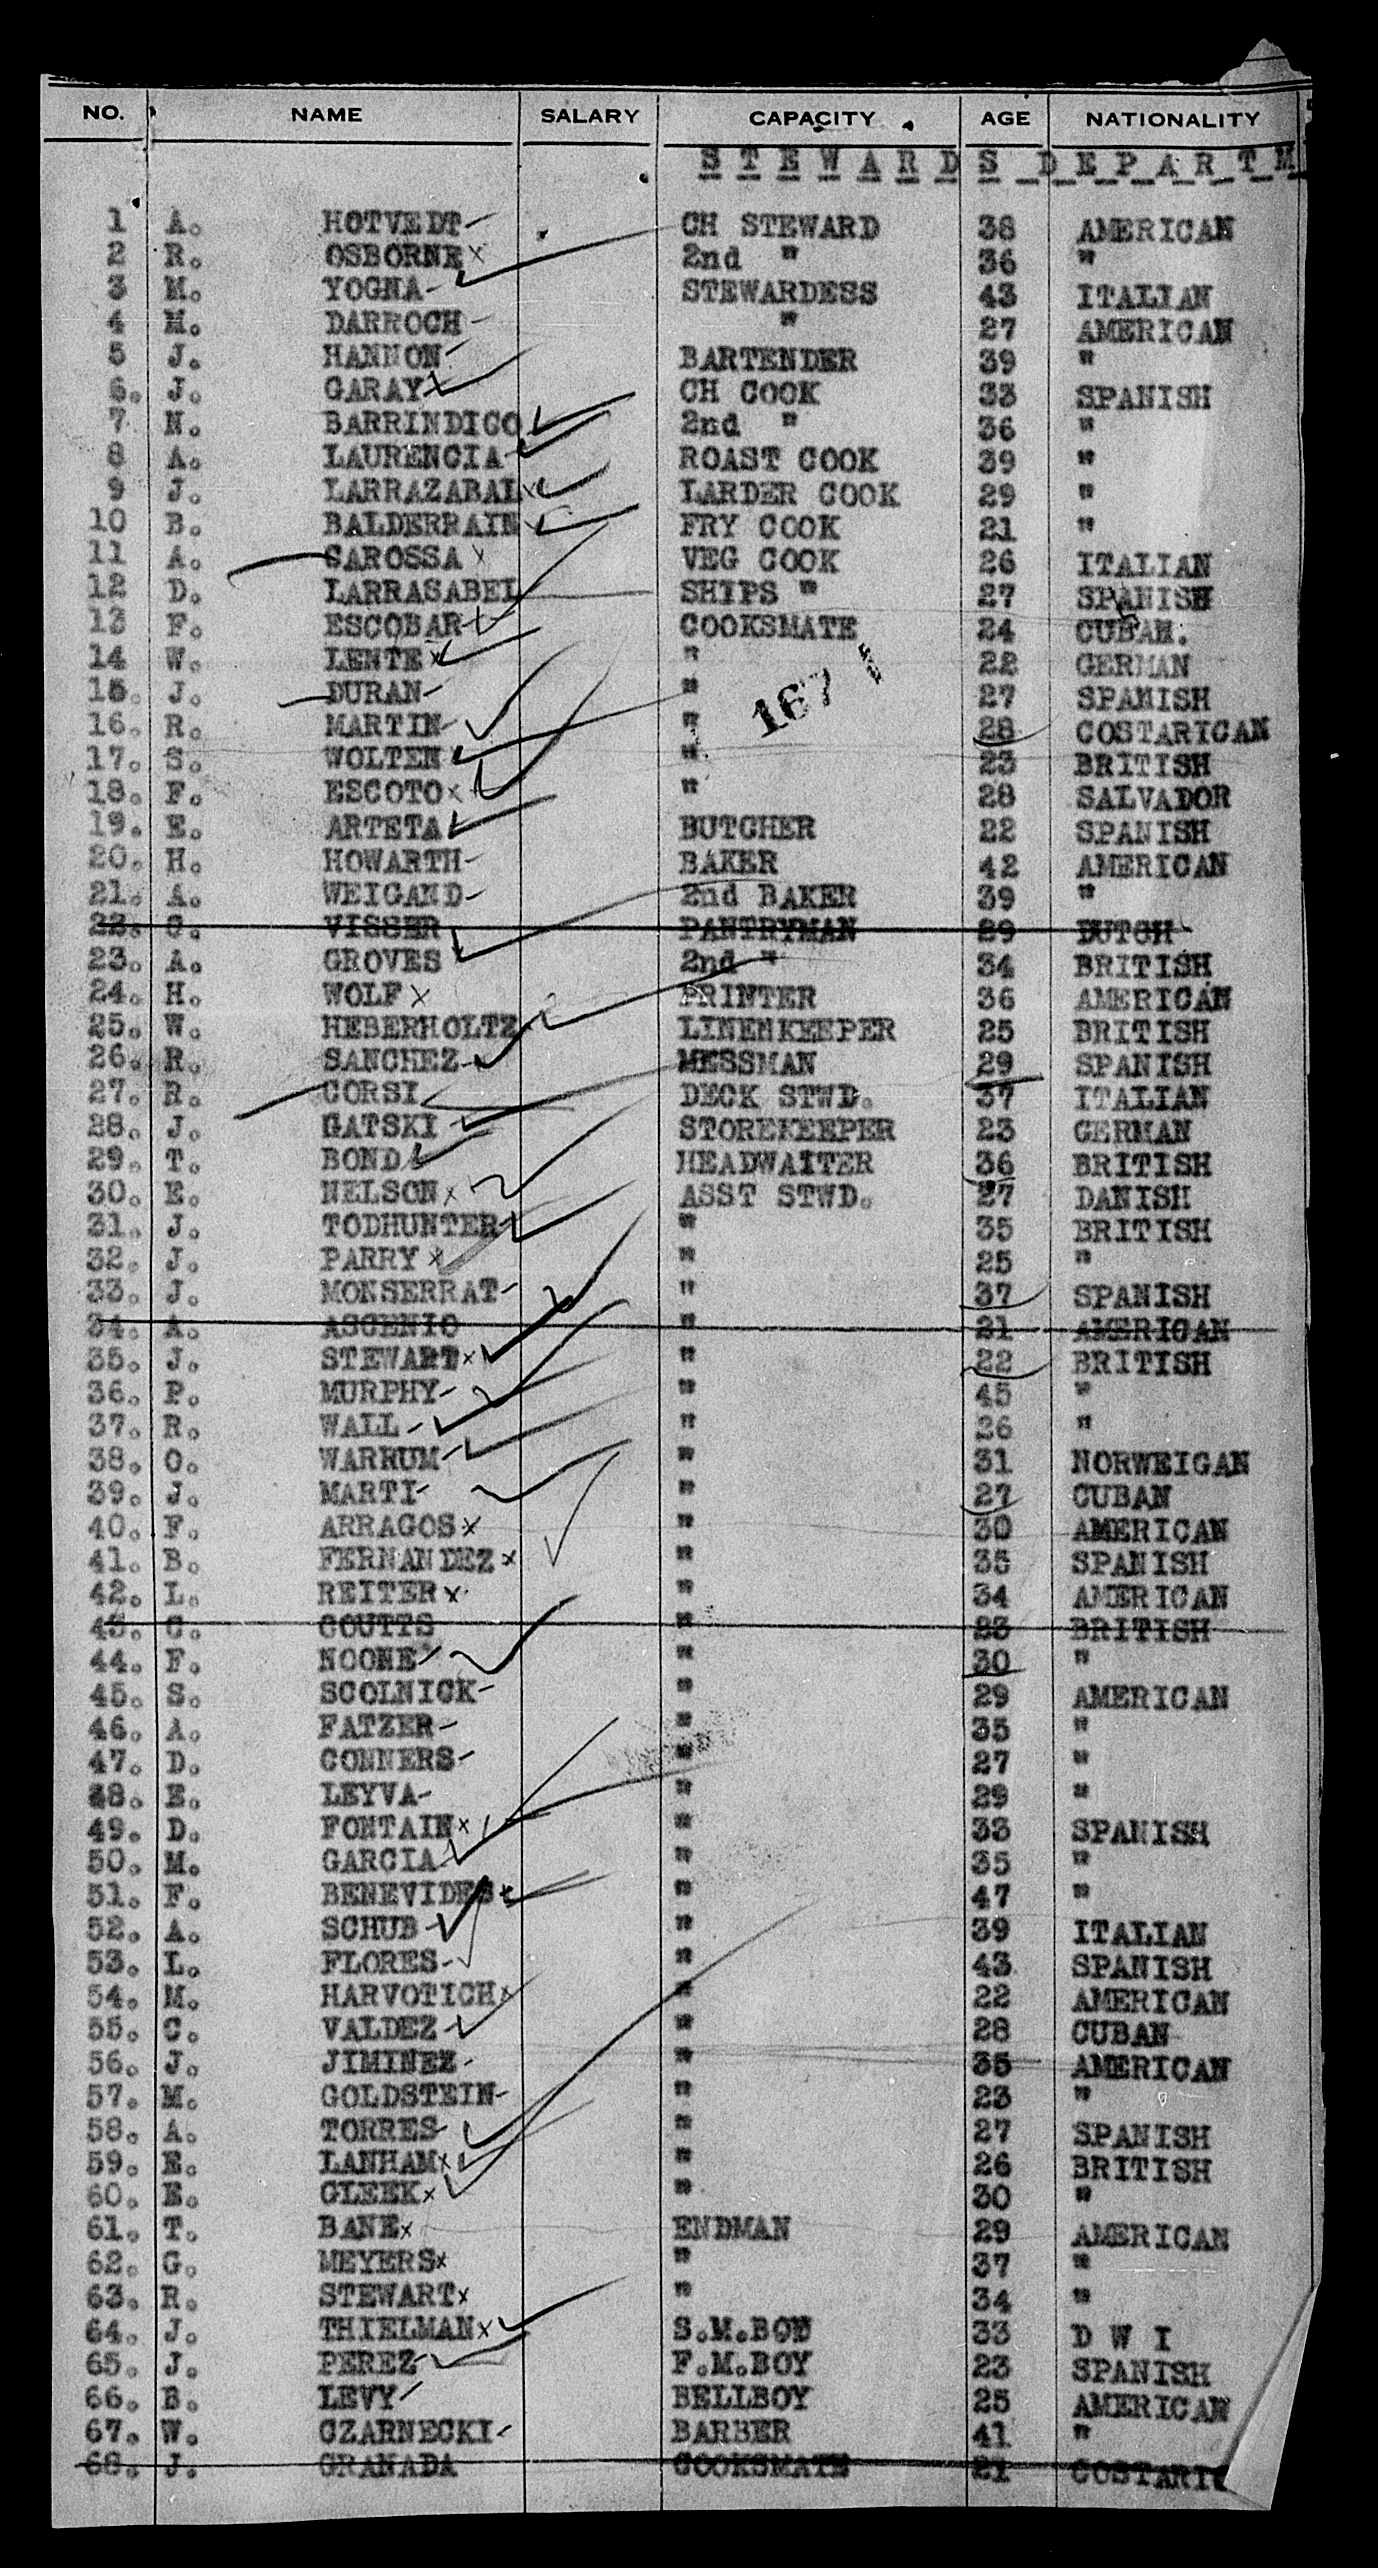 NO. NAME SALARY CAPACITY AGE NATIONALITY
STEWARDS DEPARTM
1 A. HOTVEDT CH STEWARD 38 AMERICAN
2 R. OSBORNE 2nd " 36 "
3 M. YOGNA STEWARDESS 43 ITALIAN
4 M. DARROCH " 27 AMERICAN
5 J. HANNON BARTENDER 39 "
6. J. GARAY CH COOK 33 SPANISH
7 N. BARRINDIGO 2nd " 36 "
8 A. LAURENCIA ROAST COOK 39 "
9 J. LARRAZABAL LARDER COOK 29 "
10 B. BALDERRAIN FRY COOK 21 "
11 A. CAROSSA VEG COOK 26 ITALIAN
12 D. LARRASABEL SHIPS " 27 SPANISH
13 F. ESCOBAR COOKSMATE 24 CUBAN.
14 W. LENTE " 22 GERMAN
15. J. DURAN " 27 SPANISH
167
16. R. MARTIN " 28 COSTARICAN
17. S. WOLTEN " 23 BRITISH
18. F. ESCOTO " 28 SALVADOR
19. E. ARTETA BUTCHER 22 SPANISH
20. H. HOWARTH BAKER 42 AMERICAN
21. A. WEIGAND 2nd BAKER 39 "
22. C. VISSER PANTRYMAN 29 DUTCH
23. A. GROVES 2nd " 34 BRITISH
24. H. WOLF PRINTER 36 AMERICAN
25. W. HEBERHOLTZ LINENKEEPER 25 BRITISH
26. R. SANCHEZ MESSMAN 29 SPANISH
27. R. CORSI DECK STWD. 37 ITALIAN
28. J. GATSKI STOREKEEPER 23 GERMAN
29. T. BOND HEADWAITER 36 BRITISH
30. E. NELSON ASST STWD. 27 DANISH
31. J. TODHUNTER " 35 BRITISH
32. J. PARRY " 25 "
33. J. MONSERRAT " 37 SPANISH
34. A. ASCENIO " 21 AMERICAN
35. J. STEWART " 22 BRITISH
36. P. MURPHY " 45 "
37. R. WALL " 26 "
38. O. WARRUM " 31 NORWEIGAN
39. J. MARTI " 27 CUBAN
40. F. ARRAGOS " 30 AMERICAN
41. B. FERNANDEZ " 35 SPANISH
42. L. REITER " 34 AMERICAN
43. C. COUTTS " 23 BRITISH
44. F. NOONE " 30 "
45. S. SCOLNICK " 29 AMERICAN
46. A. FATZER " 35 "
47. D. CONNERS " 27 "
48. E. LEYVA " 29 "
49. D. FONTAIN " 33 SPANISH
50. M. GARCIA " 35 "
51. F. BENEVIDES " 47 "
52. A. SCHUB " 39 ITALIAN
53. L. FLORES " 43 SPANISH
54. M. HARVOTICH " 22 AMERICAN
55. C. VALDEZ " 28 CUBAN
56. J. JIMINEZ " 35 AMERICAN
57. M. GOLDSTEIN " 23 "
58. A. TORRES " 27 SPANISH
59. E. LANHAM " 26 BRITISH
60. E. CLEEK " 30 "
61. T. BANE ENDMAN 29 AMERICAN
62. G. MEYERS " 37 "
63. R. STEWART " 34 "
64. J. THIELMAN S.M.BOY 33 D W I
65. J. PEREZ F.M.BOY 23 SPANISH
66. B. LEVY BELLBOY 25 AMERICAN
67. W. CZARNECKI BARBER 41 "
68. J. GRANADA COOKSMATE 21 COSTARI